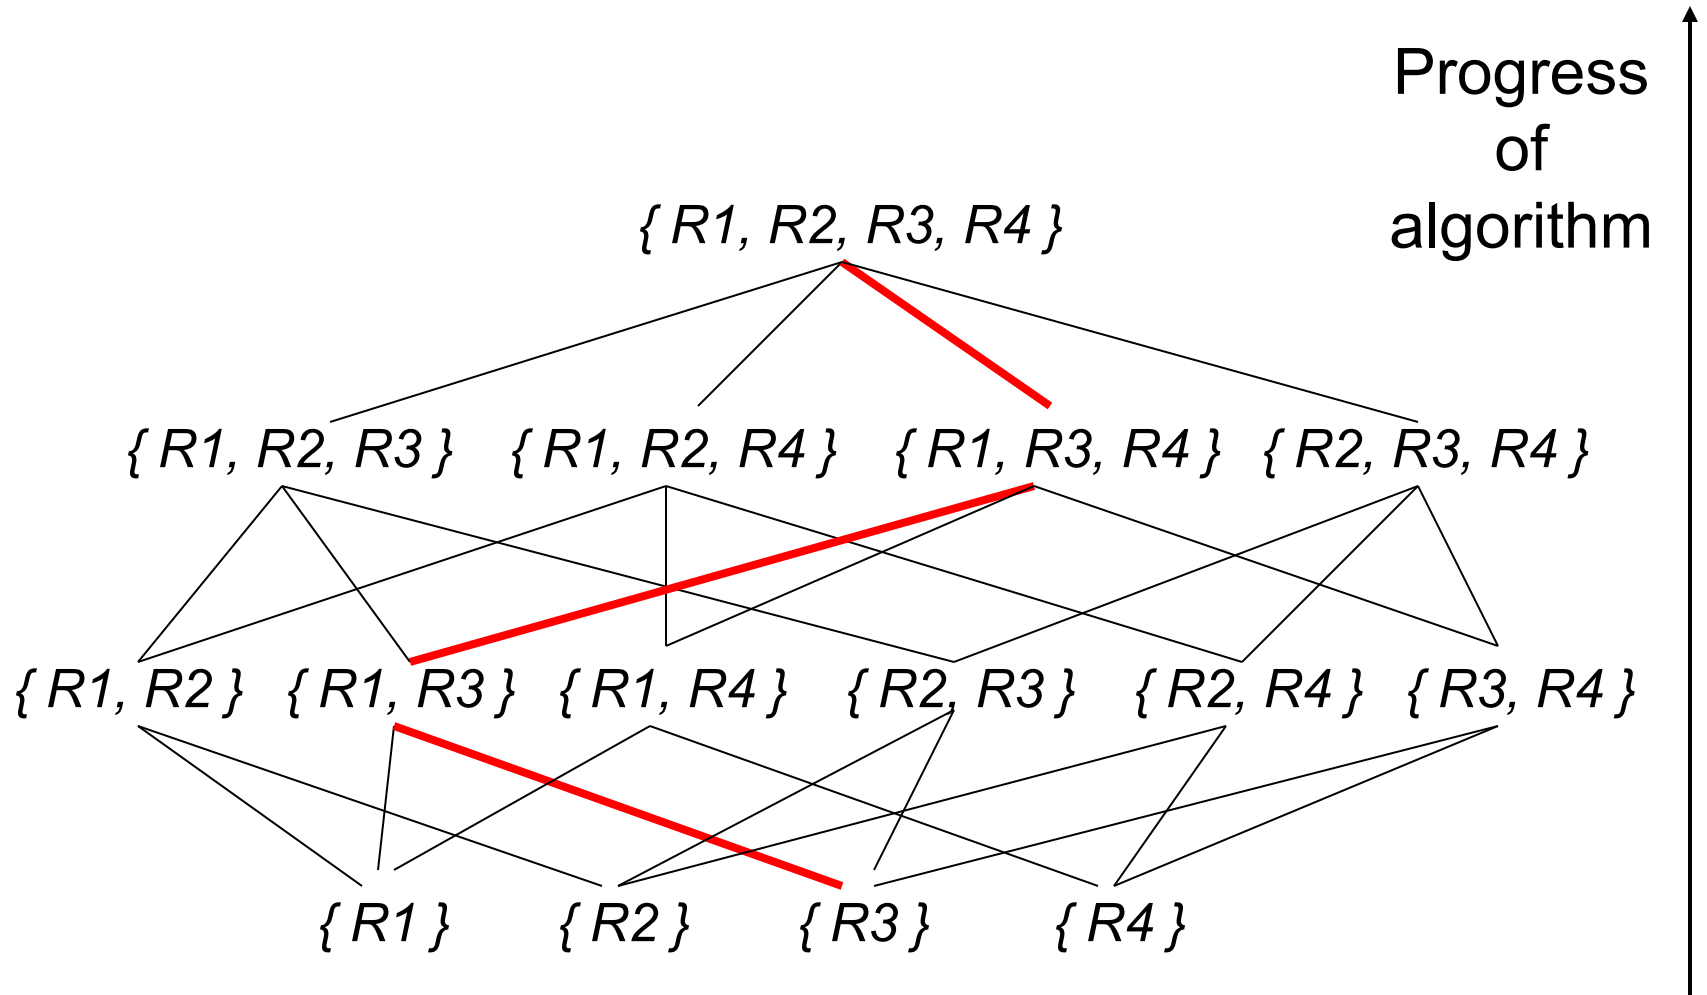 Progress
of
algorithm
{ R1, R2, R3, R4 }
{ R1, R2, R3 } { R1, R2, R4 } { R1, R3, R4 } { R2, R3, R4 }
{ R1, R2 } { R1, R3 } { R1, R4 } { R2, R3 } { R2, R4 } { R3, R4 }
{ R1 } { R2 } { R3 } { R4 }